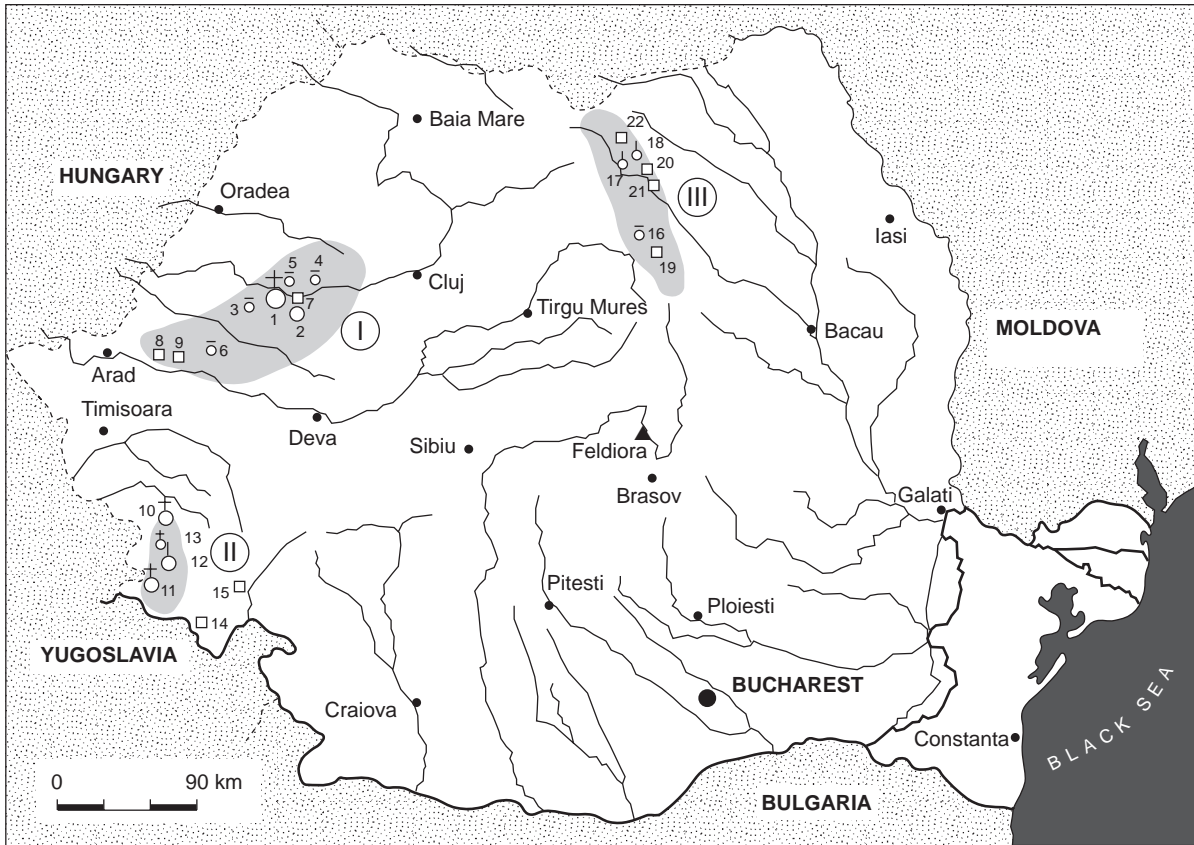 Baia Mare
22
18
20
17
21
III
HUNGARY
Oradea
Iasi
16
19
5
4
Cluj
3
7
1
2
I
Tirgu Mures
MOLDOVA
Bacau
8
9
6
Arad
Timisoara
Deva
Sibiu
Feldiora
Brasov
Galati
10
13
II
12
11
15
14
Pitesti
Ploiesti
YUGOSLAVIA
BUCHAREST
Craiova
Constanta
BLACK SEA
0 90 km
BULGARIA